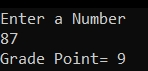 Enter a Number
87
Grade Point= 9